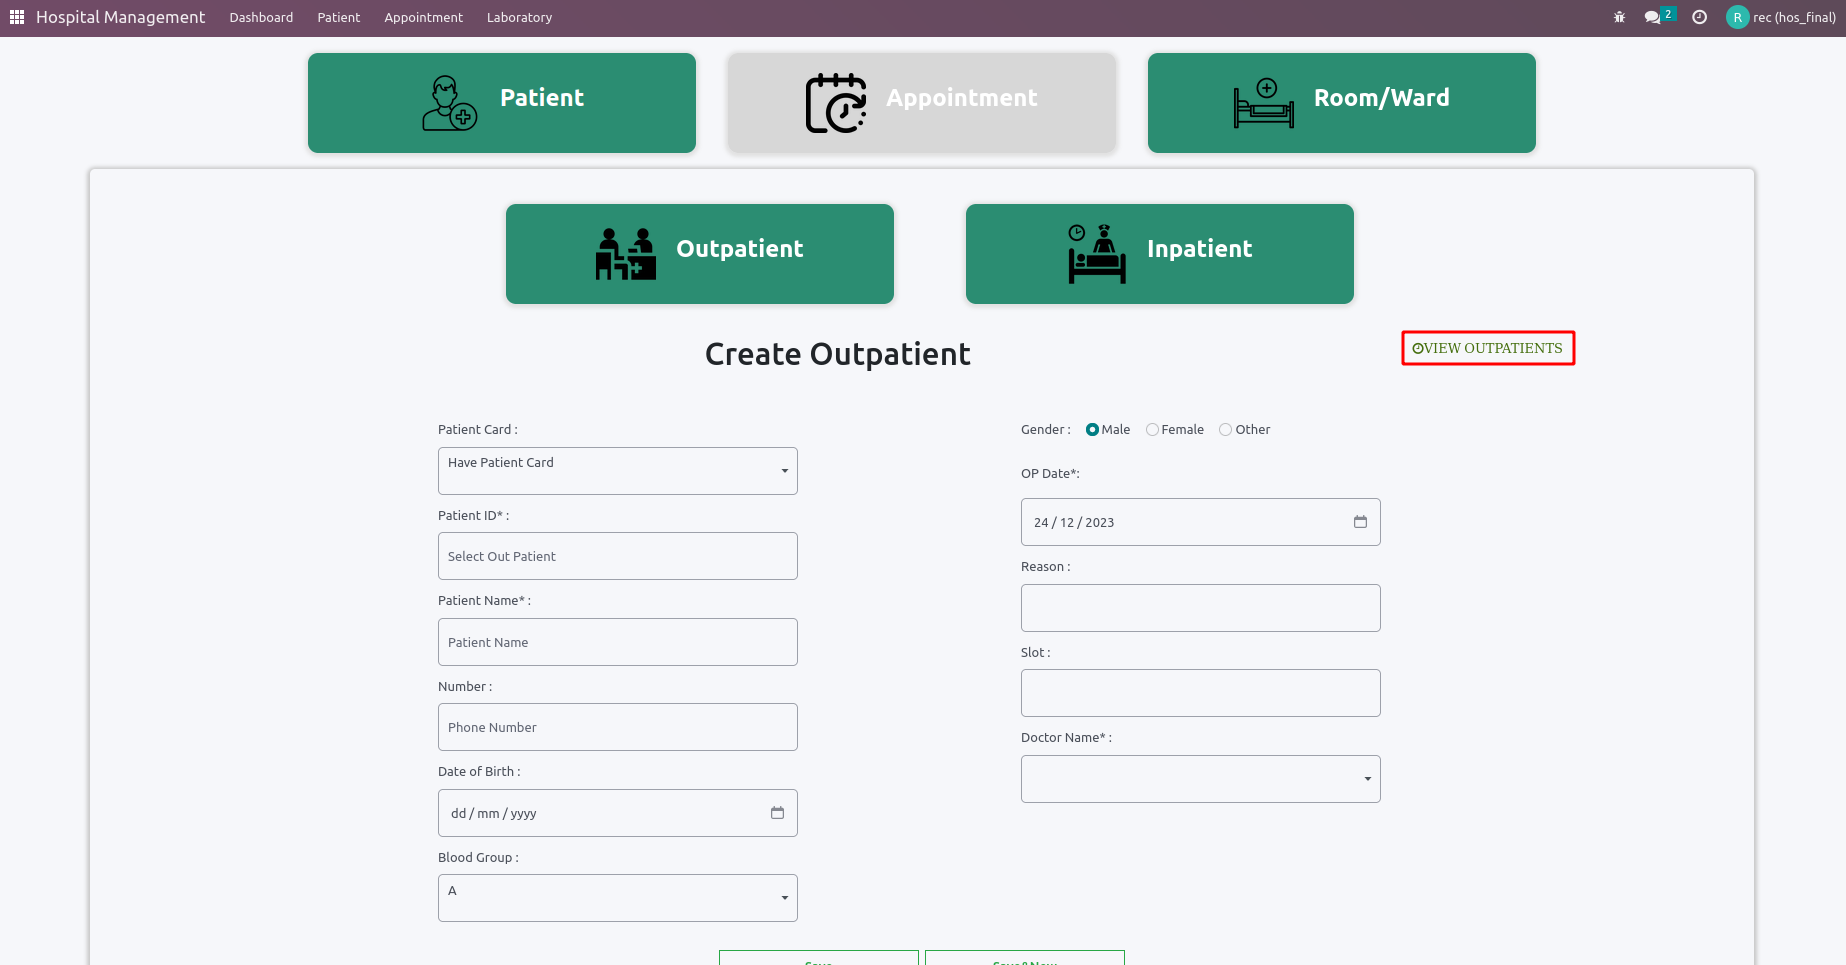 Hospital Management Dashboard Patient Appointment Laboratory 2 R rec (hos_final)
Patient Appointment Room/Ward
Outpatient Inpatient
Create Outpatient
VIEW OUTPATIENTS
Patient Card :
Have Patient Card
Patient ID* :
Select Out Patient
Patient Name* :
Patient Name
Number :
Phone Number
Date of Birth :
dd / mm / yyyy
Blood Group :
A
Gender : Male Female Other
OP Date*:
24 / 12 / 2023
Reason :
Slot :
Doctor Name* :